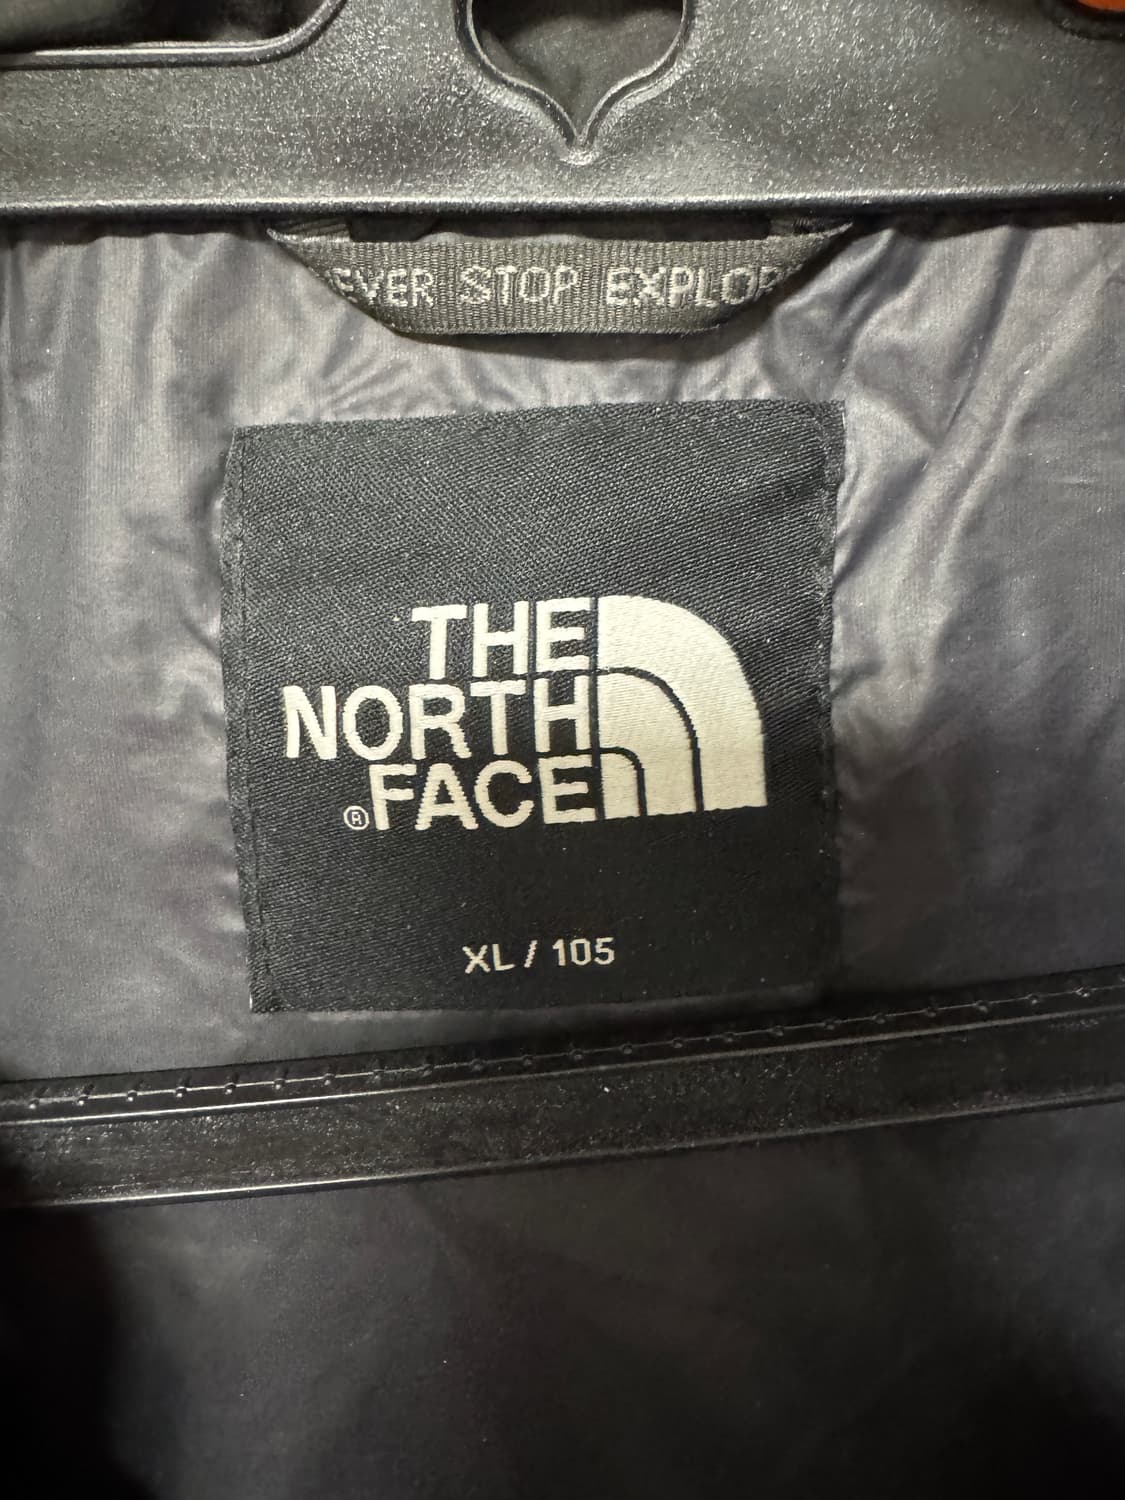 EVER STOP EXPLOR
THE
NORTH
FACE
®
XL / 105